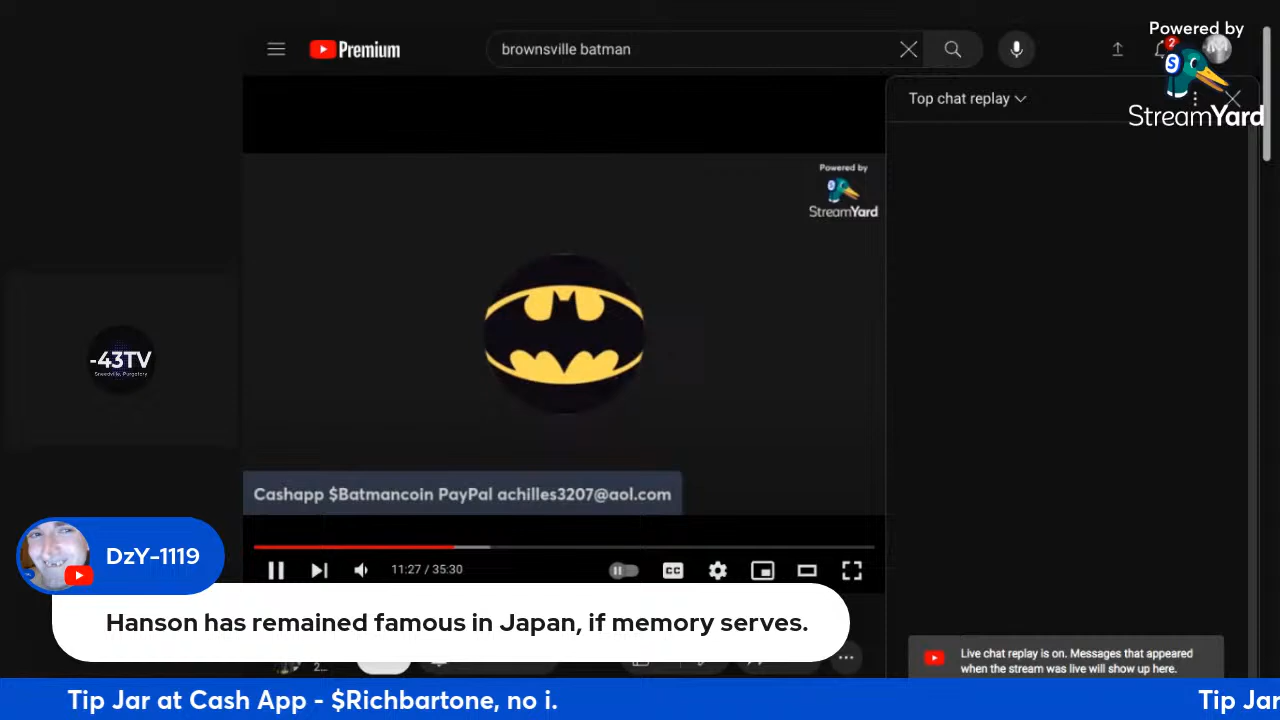 Powered by
StreamYard
Premium
brownsville batman
2
Top chat replay
Powered by
StreamYard
-43TV
Cashapp $Batmancoin PayPal achilles3207@aol.com
DzY-1119
11:27 / 35:30
CC
Hanson has remained famous in Japan, if memory serves.
2...
Live chat replay is on. Messages that appeared
when the stream was live will show up here.
Tip Jar at Cash App - $Richbartone, no i.
Tip Jar